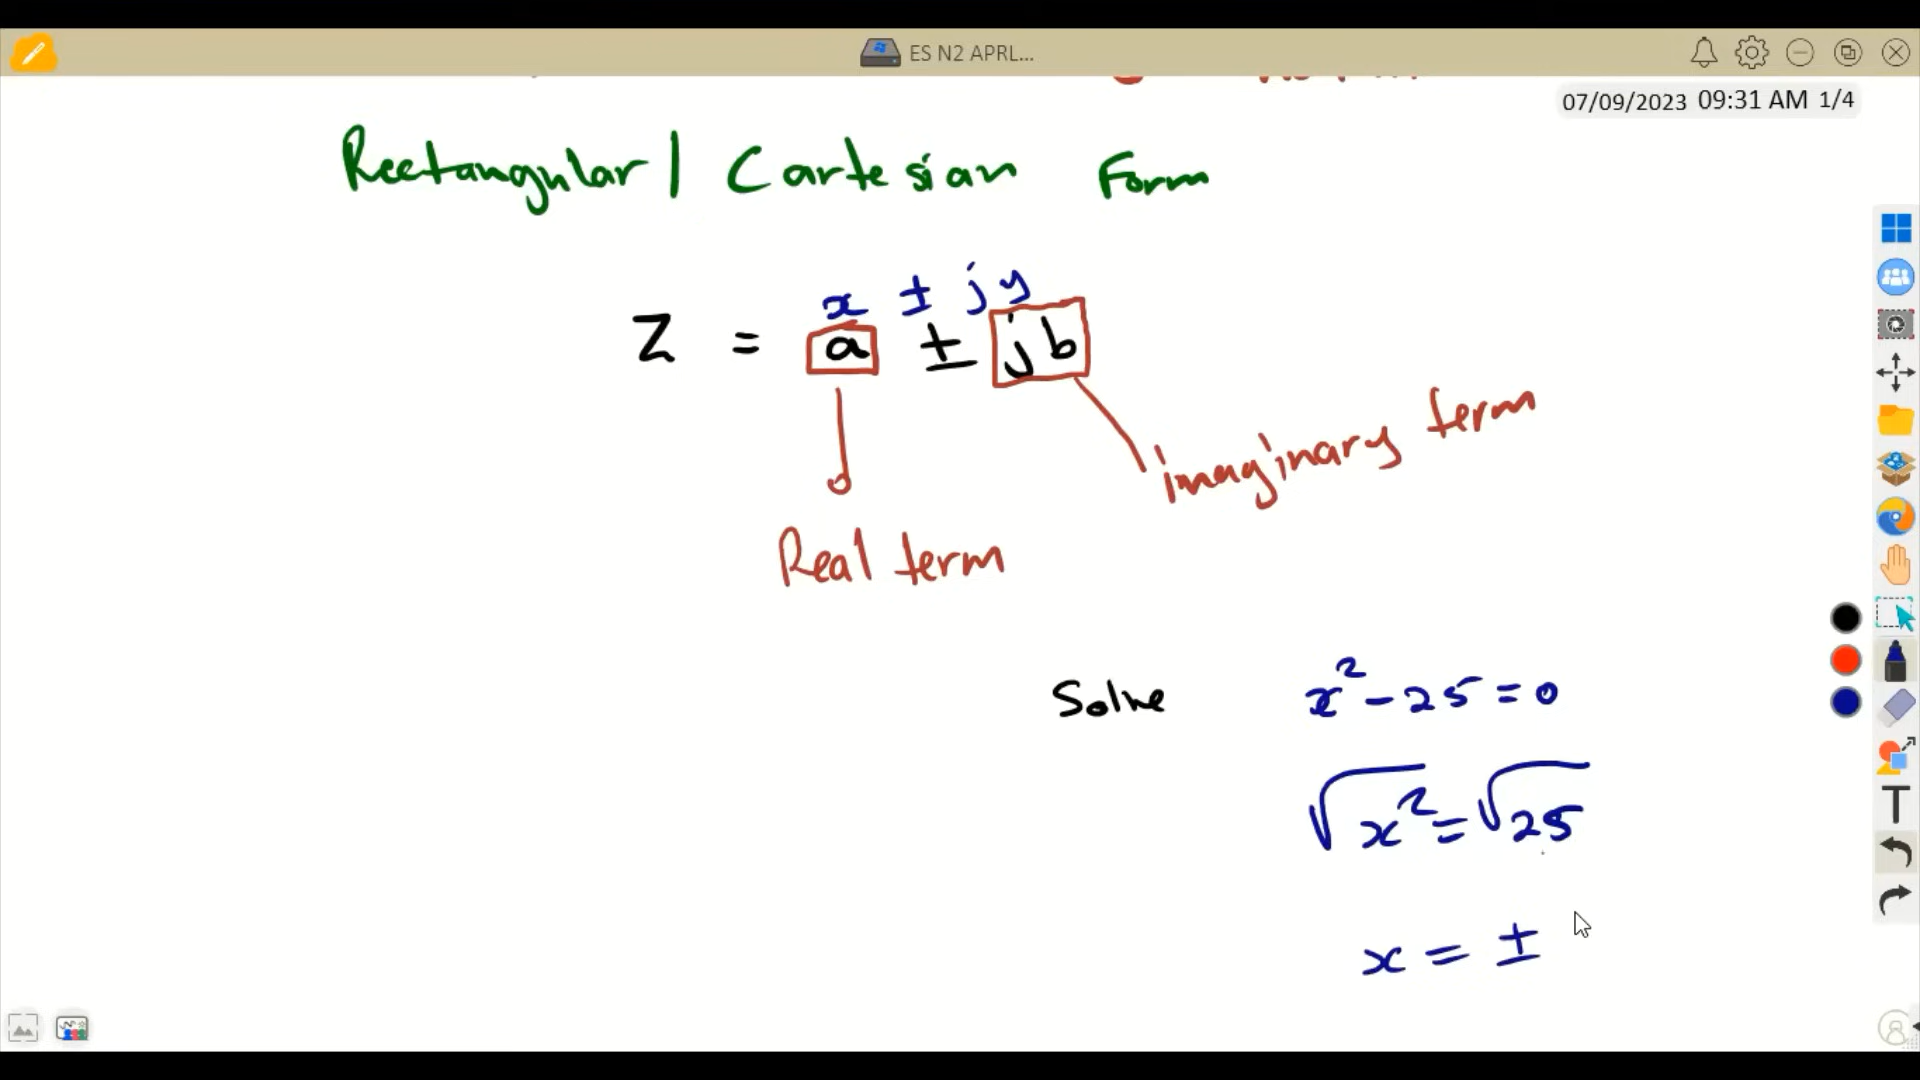 ES N2 APRL...
07/09/2023 09:31 AM 1/4
Rectangular | Cartesian Form
x ± jy
Z = a ± jb
imaginary term
Real term
Solve x² - 25 = 0
√x² = √25
x = ±
T